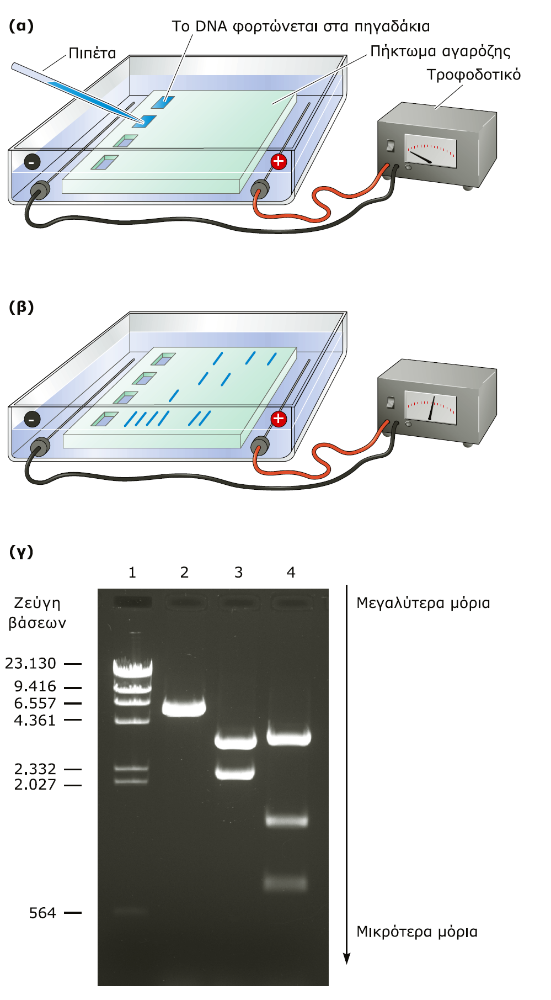 (α)
Το DNA φορτώνεται στα πηγαδάκια
Πιπέτα
Πήκτωμα αγαρόζης
Τροφοδοτικό
- +
(β)
- +
(γ)
1 2 3 4
Ζεύγη
βάσεων
Μεγαλύτερα μόρια
23.130
9.416
6.557
4.361
2.332
2.027
564
Μικρότερα μόρια